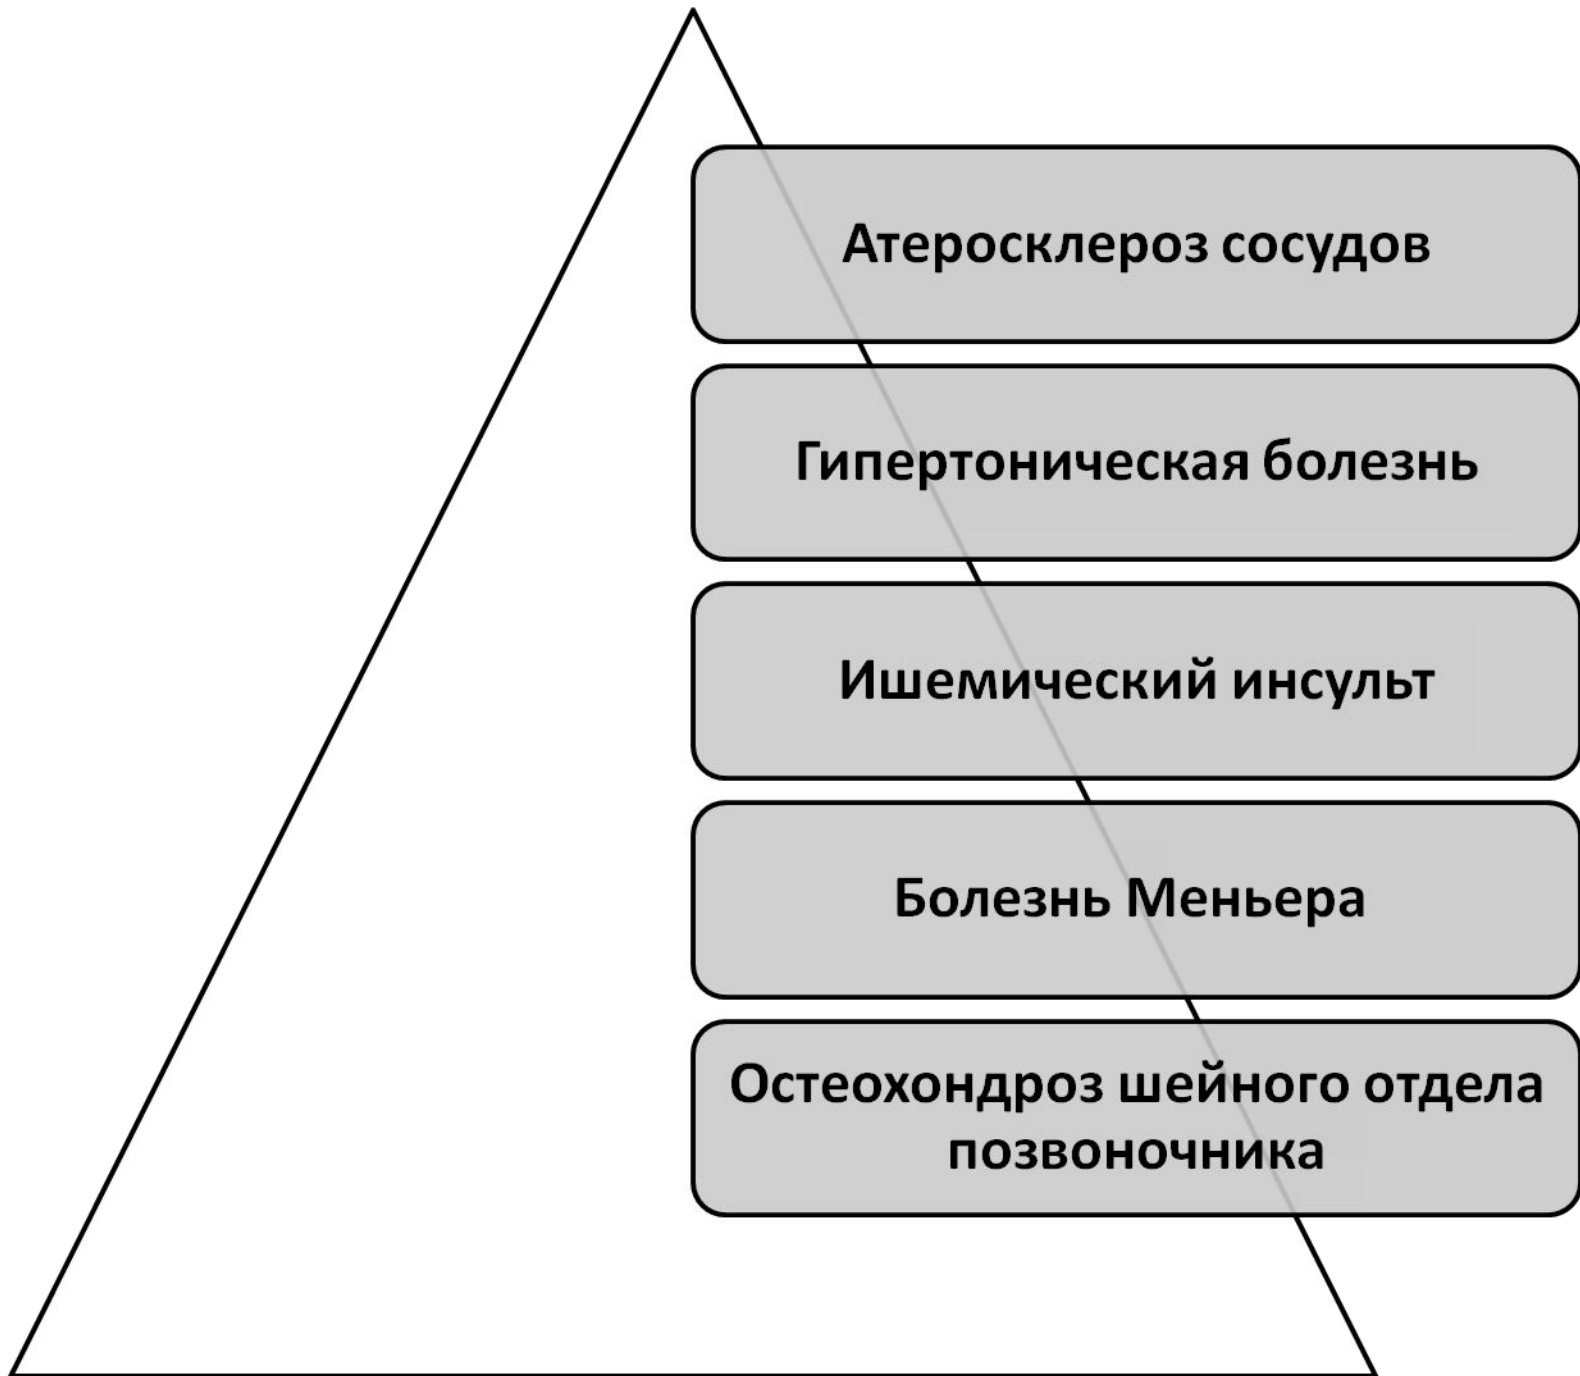 Атеросклероз сосудов
Гипертоническая болезнь
Ишемический инсульт
Болезнь Меньера
Остеохондроз шейного отдела
позвоночника